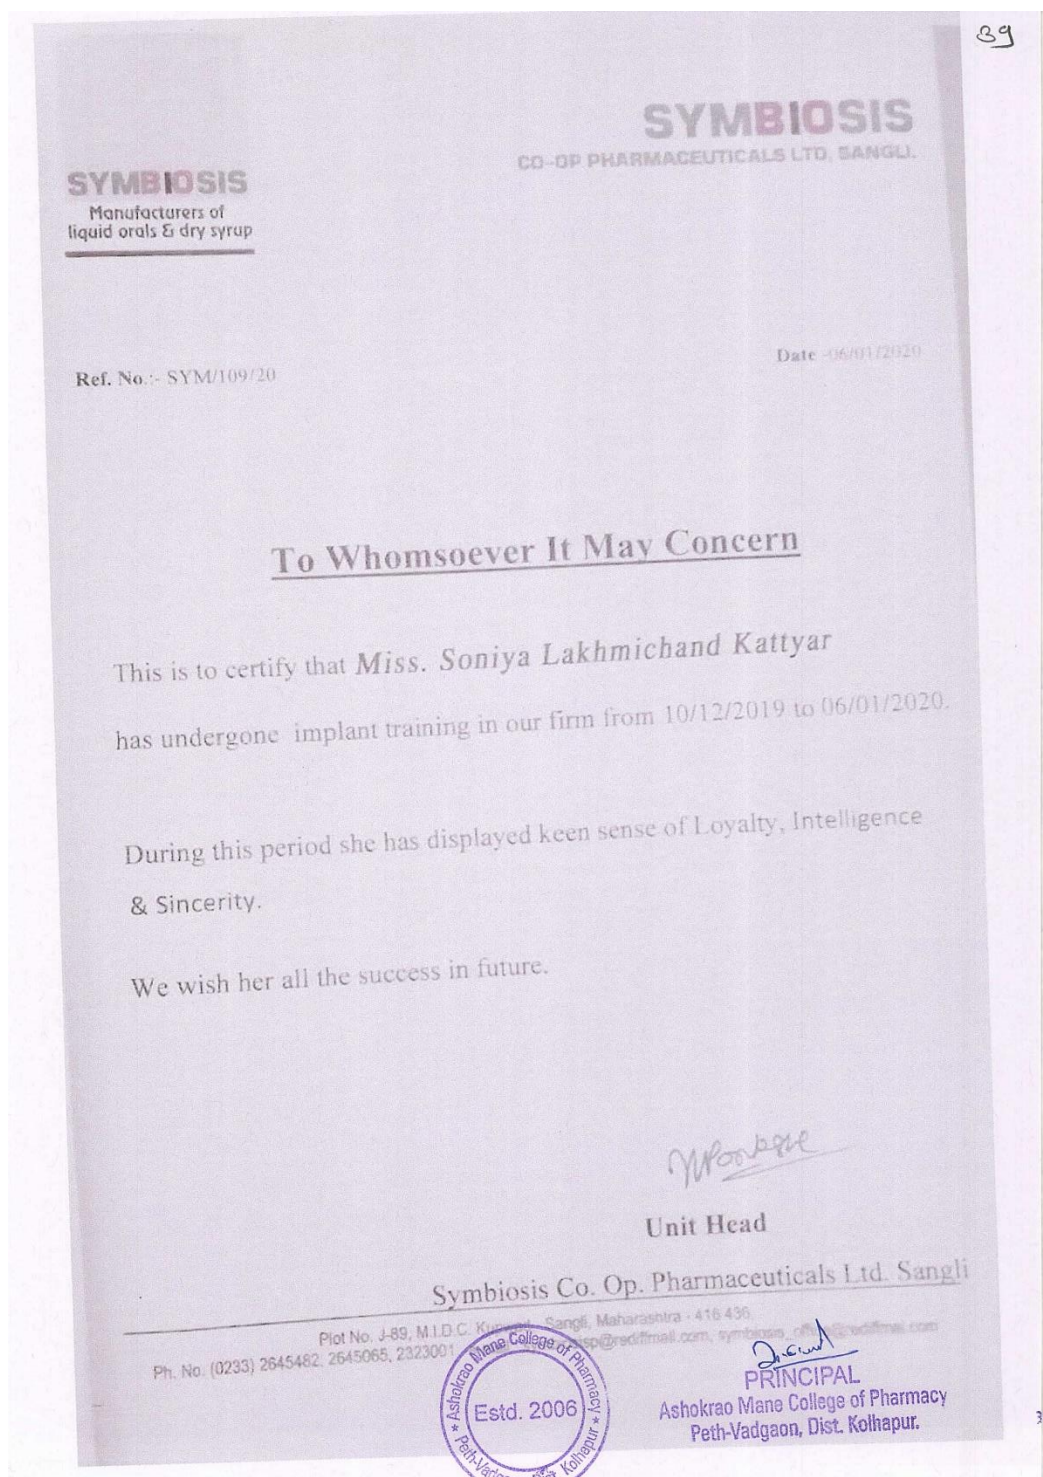 39
SYMBIOSIS
CO-OP PHARMACEUTICALS LTD, SANGLI.
SYMBIOSIS
Manufacturers of
liquid orals & dry syrup
Date -06/01/2020
Ref. No.:- SYM/109/20
To Whomsoever It May Concern
This is to certify that Miss. Soniya Lakhmichand Kattyar
has undergone implant training in our firm from 10/12/2019 to 06/01/2020.
During this period she has displayed keen sense of Loyalty, Intelligence
& Sincerity.
We wish her all the success in future.
Unit Head
Symbiosis Co. Op. Pharmaceuticals Ltd. Sangli
Plot No. J-89, M.I.D.C. Sangli, Maharashtra - 416 436
Ph. No. (0233) 2645482, 2645065, 2323001
Ashokrao Mane College of Pharmacy
Estd. 2006
Kolhapur
PRINCIPAL
Ashokrao Mane College of Pharmacy
Peth-Vadgaon, Dist. Kolhapur.